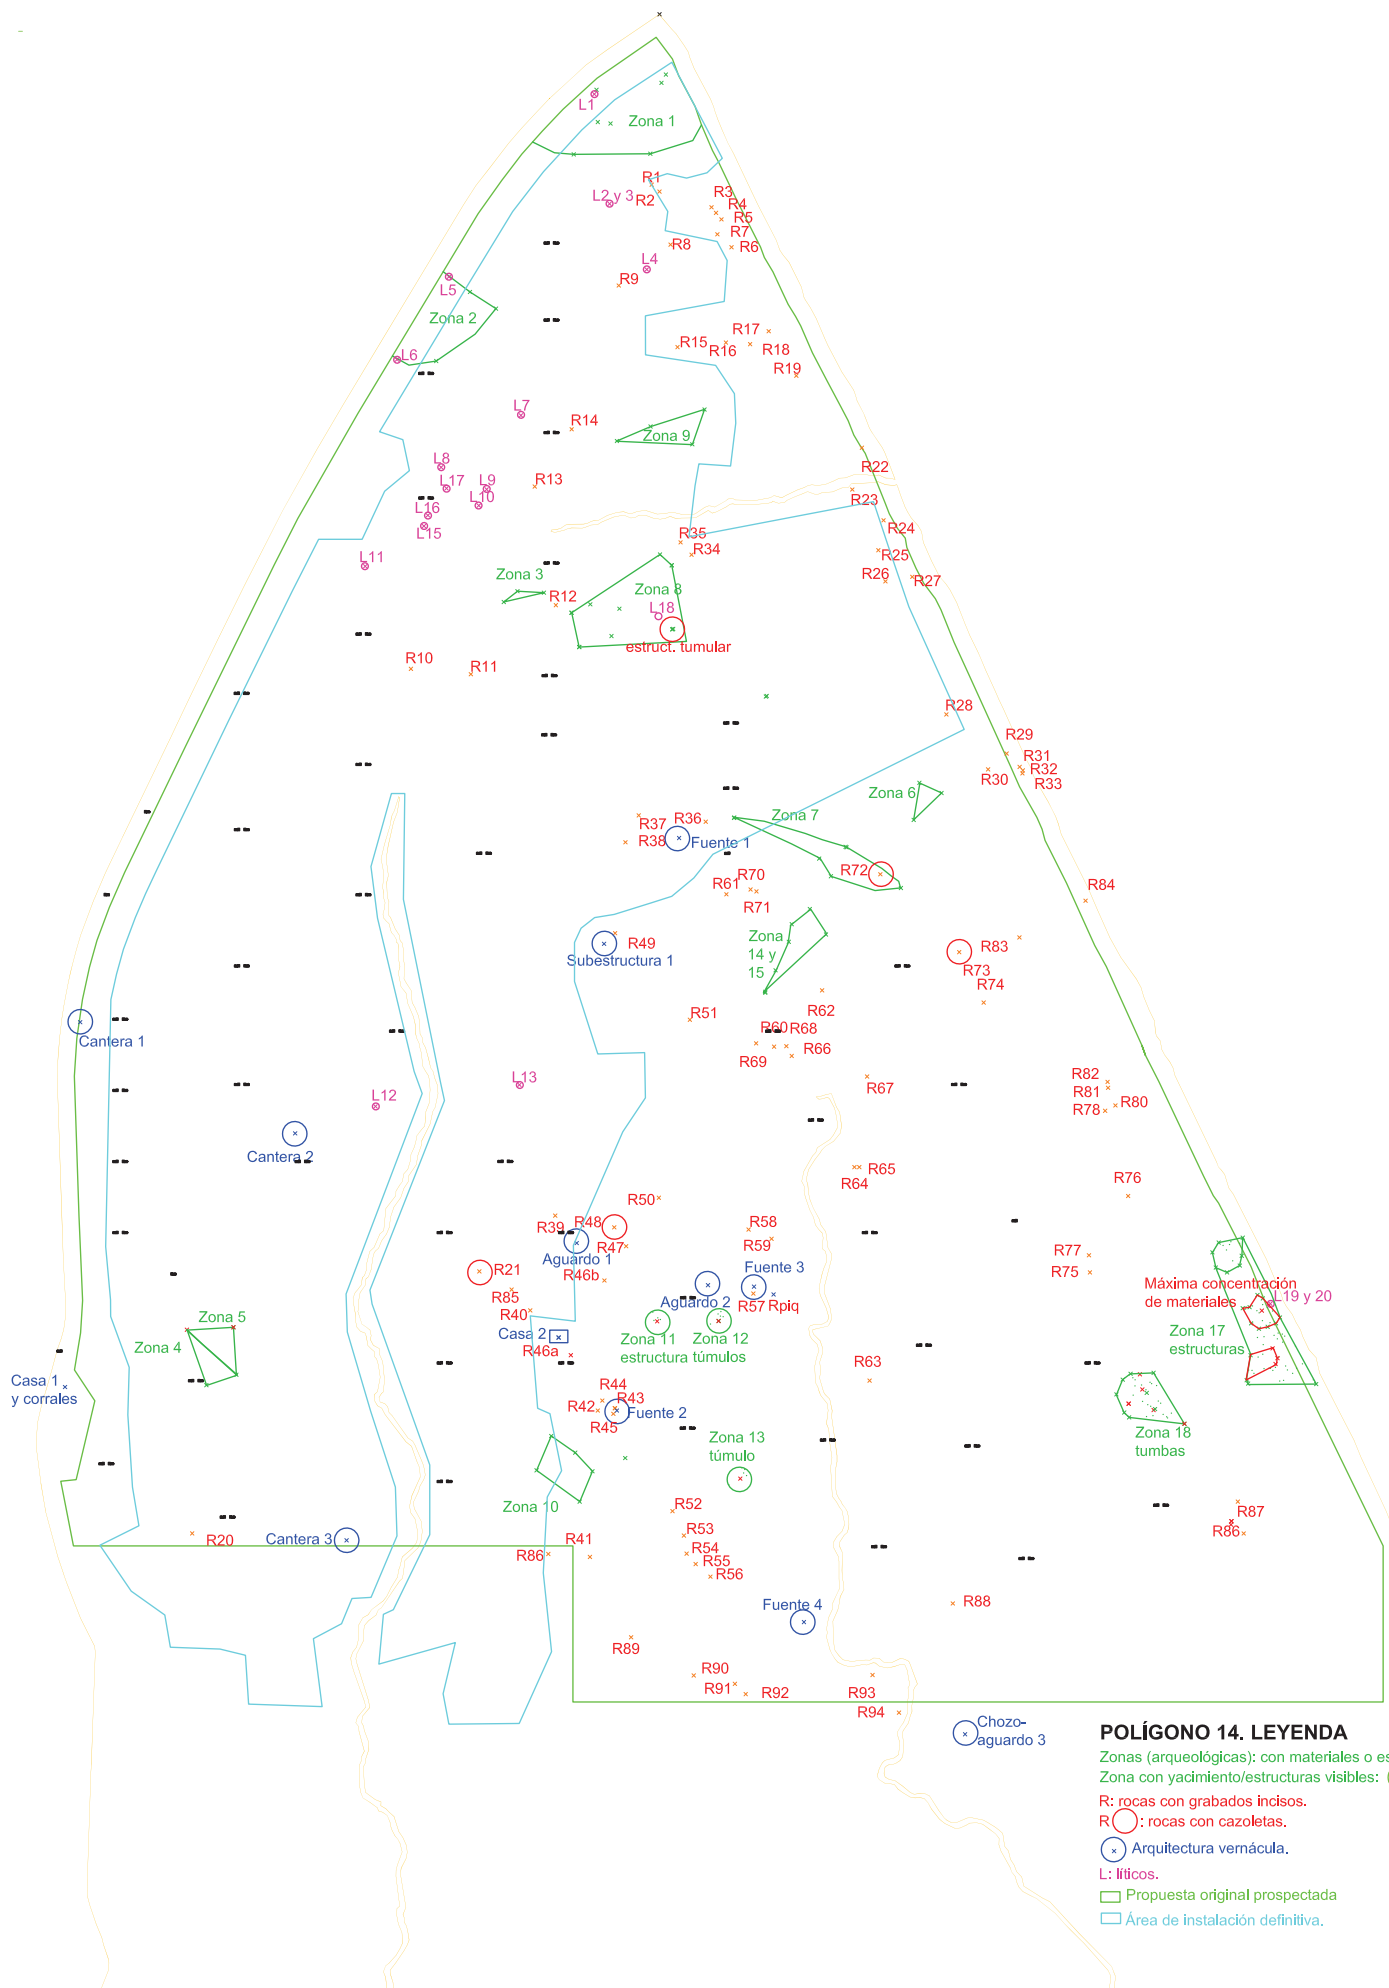 L1
Zona 1
R1
R2
L2 y 3
R3
R4
R5
R7
R6
R8
L4
R9
L5
Zona 2
L6
R17
R15
R16
R18
R19
L7
R14
Zona 9
R22
L8
L17
L9
R13
R23
L10
L16
L15
R24
R35
R34
R25
L11
Zona 3
R26
R27
Zona 8
R12
L18
estruct. tumular
R10
R11
R28
R29
R31
R30
R32
R33
Zona 6
Zona 7
R37
R36
R38
Fuente 1
R72
R70
R61
R71
R84
Zona
14 y
15
R49
Subestructura 1
R83
R73
R74
R62
R51
Cantera 1
R60
R68
R69
R66
R67
L13
L12
R82
R81
R80
R78
Cantera 2
R65
R64
R76
R50
R39
R48
R58
R47
R59
Aguardo 1
R77
R21
R46b
Fuente 3
R75
R85
Aguardo 2
R57
Rpiq
Máxima concentración
de materiales
L19 y 20
R40
Zona 5
Zona 4
Casa 2
Zona 11
estructura
Zona 12
túmulos
Zona 17
estructuras
R46a
R63
Casa 1
y corrales
R44
R43
R42
Fuente 2
R45
Zona 18
tumbas
Zona 13
túmulo
Zona 10
R52
R87
R86
R53
R20
Cantera 3
R41
R86
R54
R55
R56
Fuente 4
R88
R89
R90
R91
R92
R93
R94
Chozo-
aguardo 3
POLÍGONO 14. LEYENDA
Zonas (arqueológicas): con materiales o es
Zona con yacimiento/estructuras visibles: (
R: rocas con grabados incisos.
R : rocas con cazoletas.
Arquitectura vernácula.
L: líticos.
Propuesta original prospectada
Área de instalación definitiva.